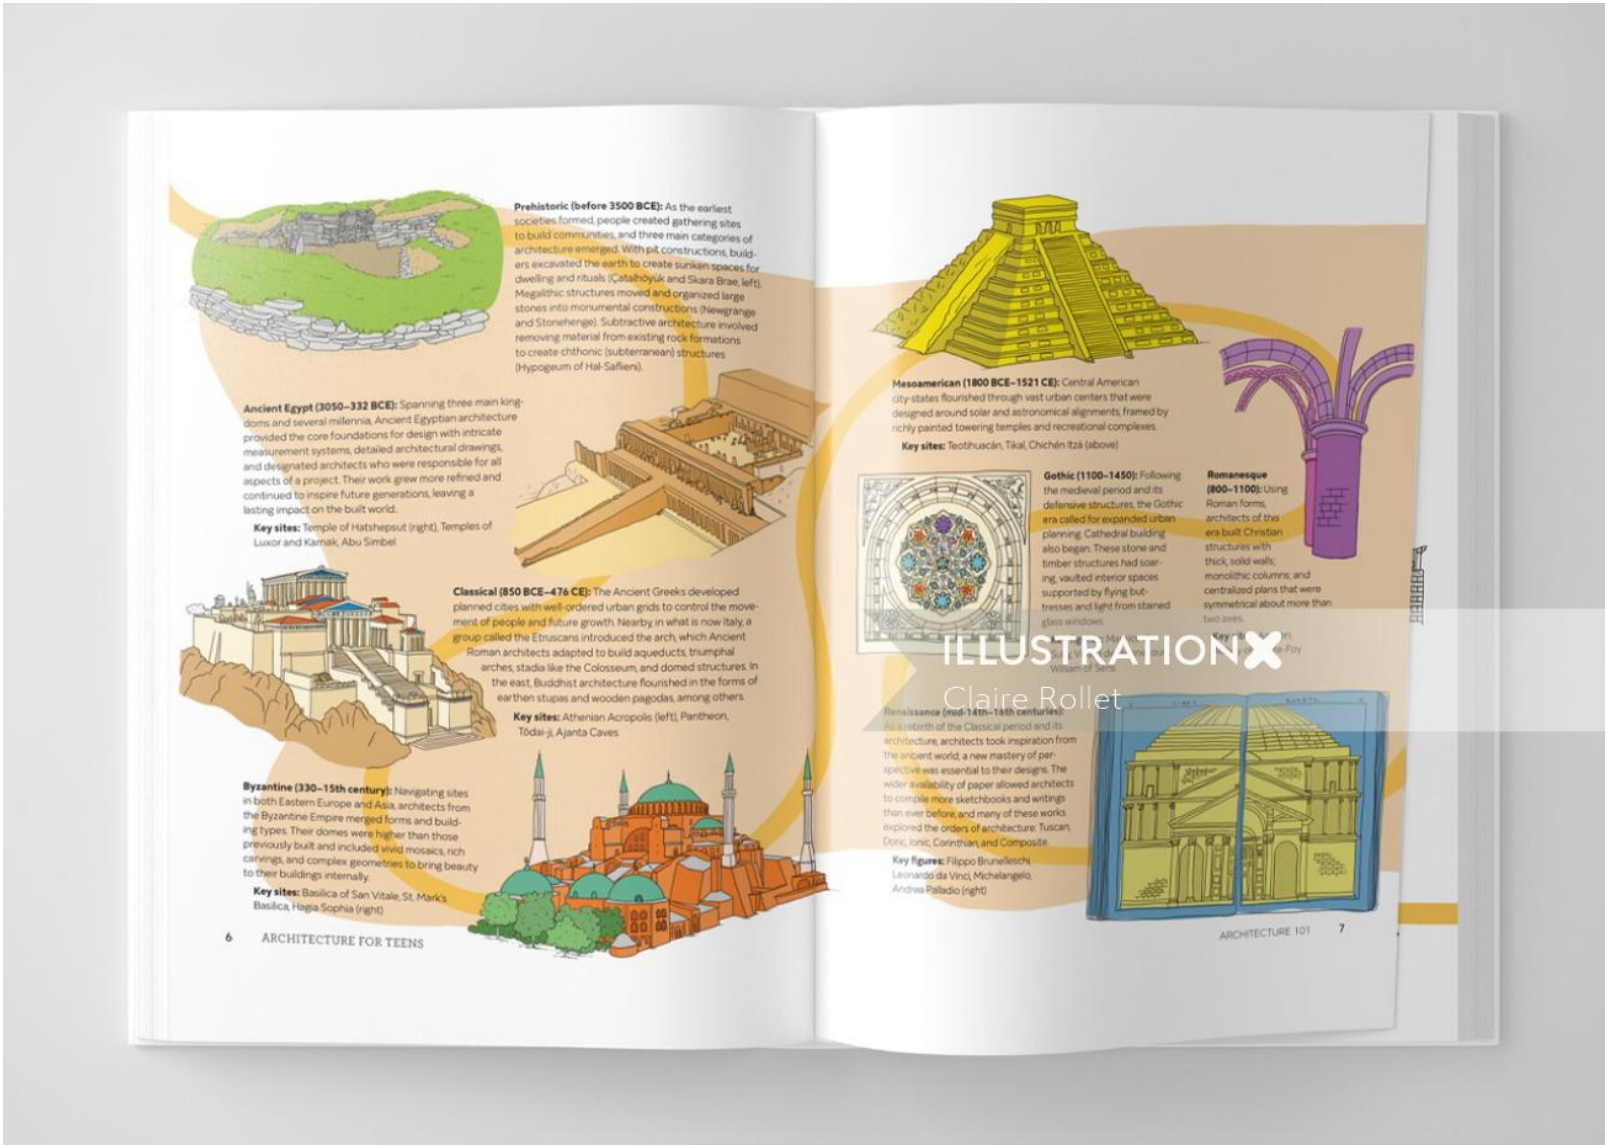 Prehistoric (before 3500 BCE): As the earliest
societies formed, people created gathering sites
to build communities, and three main categories of
architecture emerged. With pit constructions, build-
ers excavated the earth to create sunken spaces for
dwelling and rituals (Çatalhöyük and Skara Brae, left).
Megalithic structures moved and organized large
stones into monumental constructions (Newgrange
and Stonehenge). Subtractive architecture involved
removing material from existing rock formations
to create chthonic (subterranean) structures
(Hypogeum of Hal-Saflieni).
Ancient Egypt (3050–332 BCE): Spanning three main king-
doms and several millennia, Ancient Egyptian architecture
provided the core foundations for design with intricate
measurement systems, detailed architectural drawings,
and designated architects who were responsible for all
aspects of a project. Their work grew more refined and
continued to inspire future generations, leaving a
lasting impact on the built world.
Key sites: Temple of Hatshepsut (right), Temples of
Luxor and Karnak, Abu Simbel
Classical (850 BCE–476 CE): The Ancient Greeks developed
planned cities with well-ordered urban grids to control the move-
ment of people and future growth. Nearby, in what is now Italy, a
group called the Etruscans introduced the arch, which Ancient
Roman architects adapted to build aqueducts, triumphal
arches, stadia like the Colosseum, and domed structures. In
the east, Buddhist architecture flourished in the forms of
earthen stupas and wooden pagodas, among others.
Key sites: Athenian Acropolis (left), Pantheon,
Tōdai-ji, Ajanta Caves
Byzantine (330–15th century): Navigating sites
in both Eastern Europe and Asia, architects from
the Byzantine Empire merged forms and build-
ing types. Their domes were higher than those
previously built and included vivid mosaics, rich
carvings, and complex geometries to bring beauty
to their buildings internally.
Key sites: Basilica of San Vitale, St. Mark's
Basilica, Hagia Sophia (right)
6 ARCHITECTURE FOR TEENS
Mesoamerican (1800 BCE–1521 CE): Central American
city-states flourished through vast urban centers that were
designed around solar and astronomical alignments, framed by
richly painted towering temples and recreational complexes.
Key sites: Teotihuacán, Tikal, Chichén Itzá (above)
Gothic (1100–1450): Following
the medieval period and its
defensive structures, the Gothic
era called for expanded urban
planning. Cathedral building
also began. These stone and
timber structures had soar-
ing, vaulted interior spaces
supported by flying but-
tresses and light from stained
glass windows.
William of Sens
Romanesque
(800–1100): Using
Roman forms,
architects of this
era built Christian
structures with
thick, solid walls;
monolithic columns; and
centralized plans that were
symmetrical about more than
two axes.
Key
ILLUSTRATIONX
Claire Rollet
Renaissance (mid-14th–16th centuries):
As a rebirth of the Classical period and its
architecture, architects took inspiration from
the ancient world; a new mastery of per-
spective was essential to their designs. The
wider availability of paper allowed architects
to compile more sketchbooks and writings
than ever before, and many of these works
explored the orders of architecture: Tuscan,
Doric, Ionic, Corinthian, and Composite.
Key figures: Filippo Brunelleschi,
Leonardo da Vinci, Michelangelo,
Andrea Palladio (right)
ARCHITECTURE 101 7